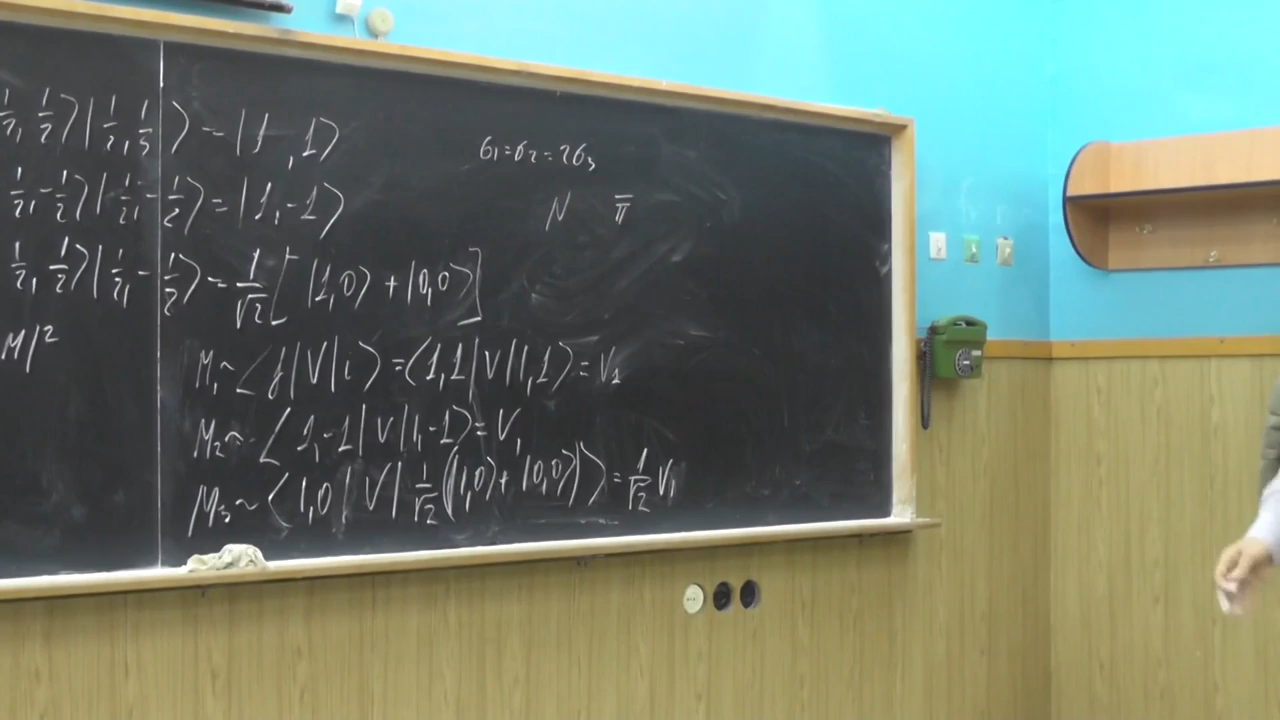 1/2, 1/2⟩|1/2, 1/2⟩ = |1, 1⟩
1/2, -1/2⟩|1/2, -1/2⟩ = |1, -1⟩
1/2, 1/2⟩|1/2, -1/2⟩ = 1/√2 [|1,0⟩ + |0,0⟩]
M|²
M₁ ~ ⟨f|V|i⟩ = ⟨1,1|V|1,1⟩ = V₁
M₂ ~ ⟨1,-1|V|1,-1⟩ = V₁
M₃ ~ ⟨1,0|V|1/√2 (|1,0⟩ + |0,0⟩)⟩ = 1/√2 V₁
σ₁=σ₂=2σ₃
N π